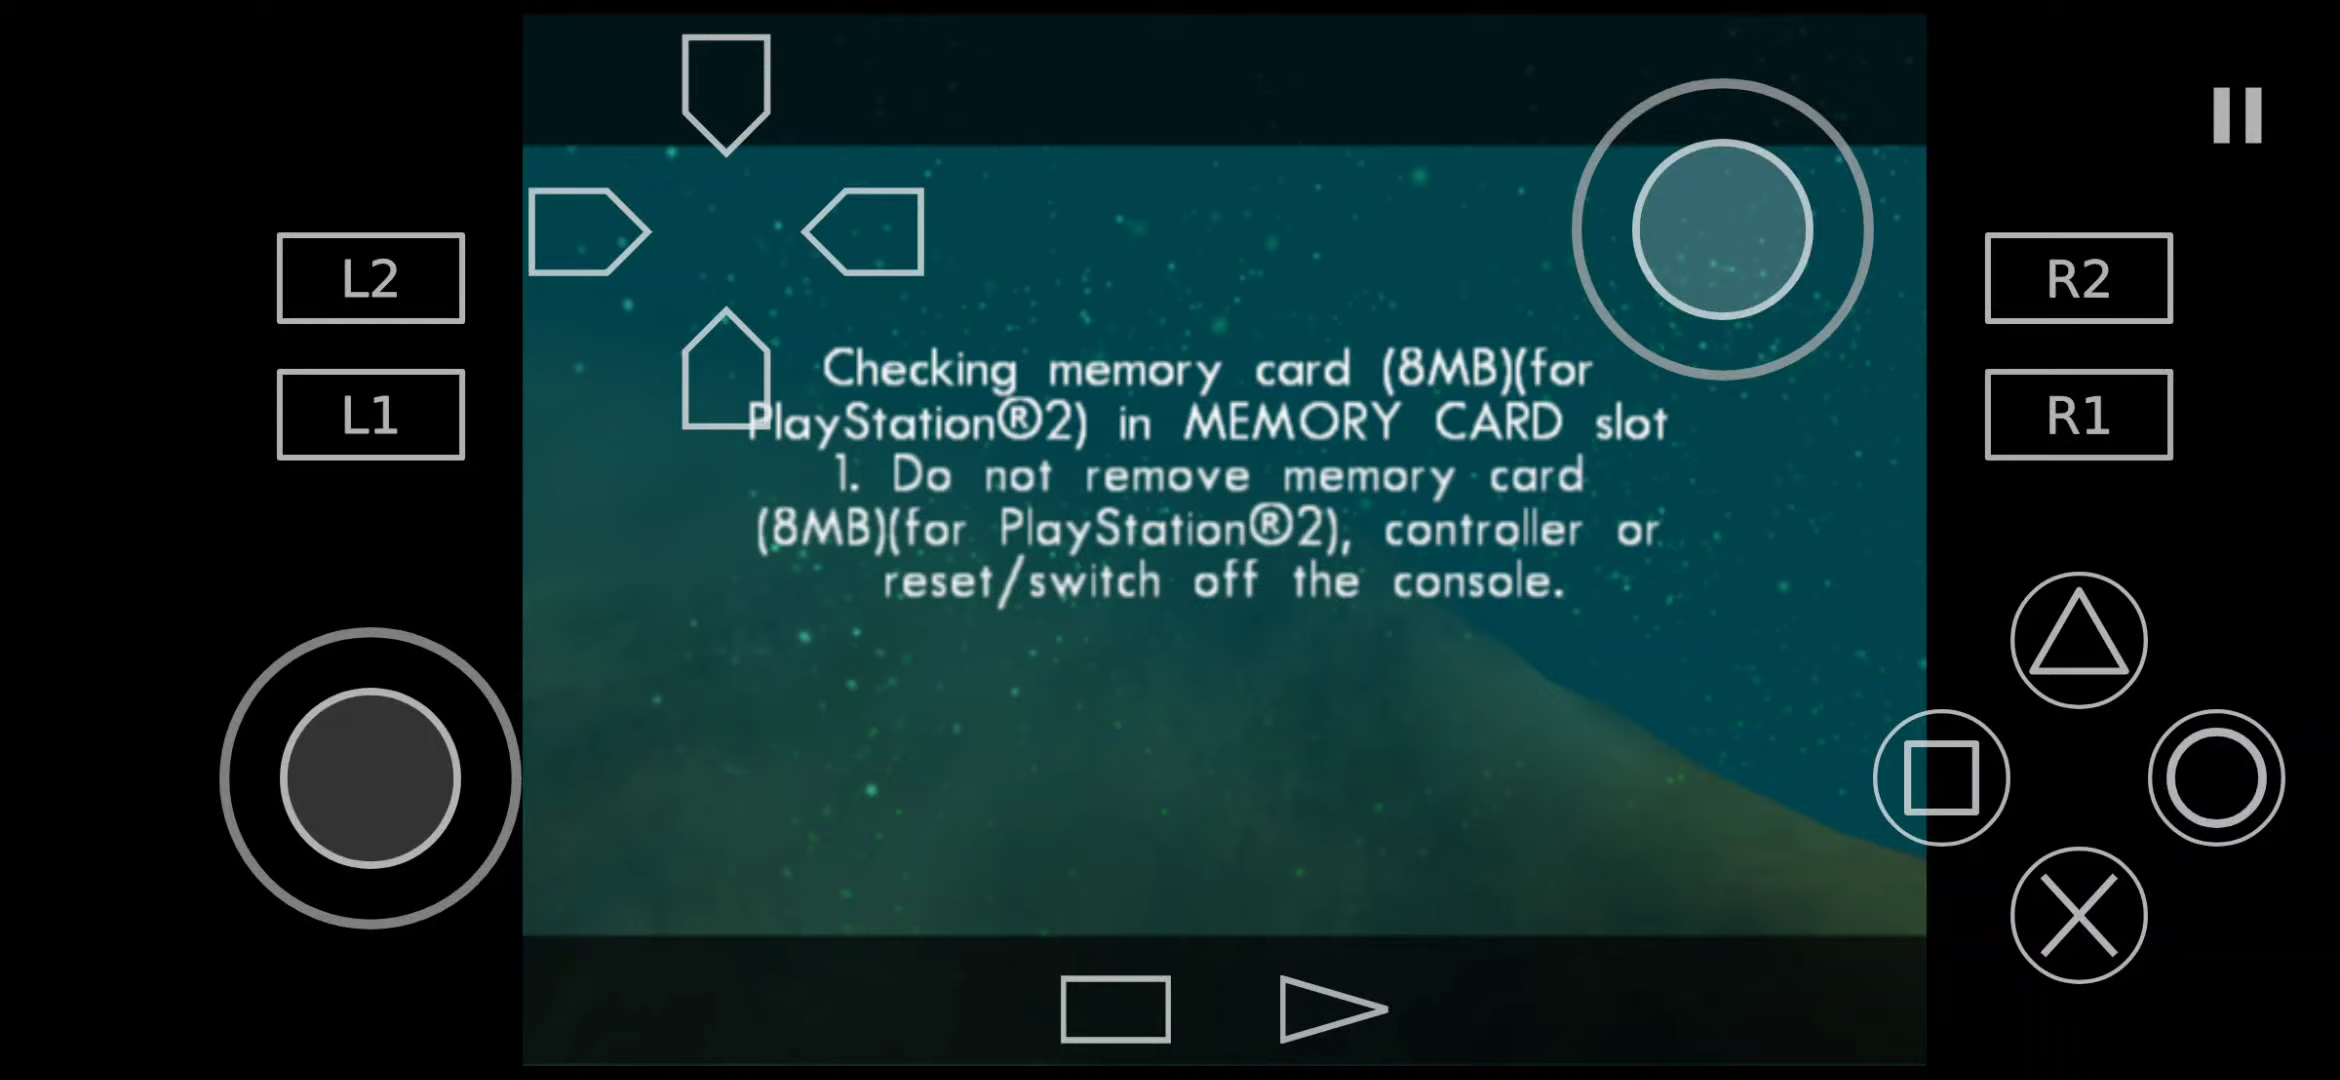 L2
L1
R2
R1
Checking memory card (8MB)(for
PlayStation®2) in MEMORY CARD slot
1. Do not remove memory card
(8MB)(for PlayStation®2), controller or
reset/switch off the console.